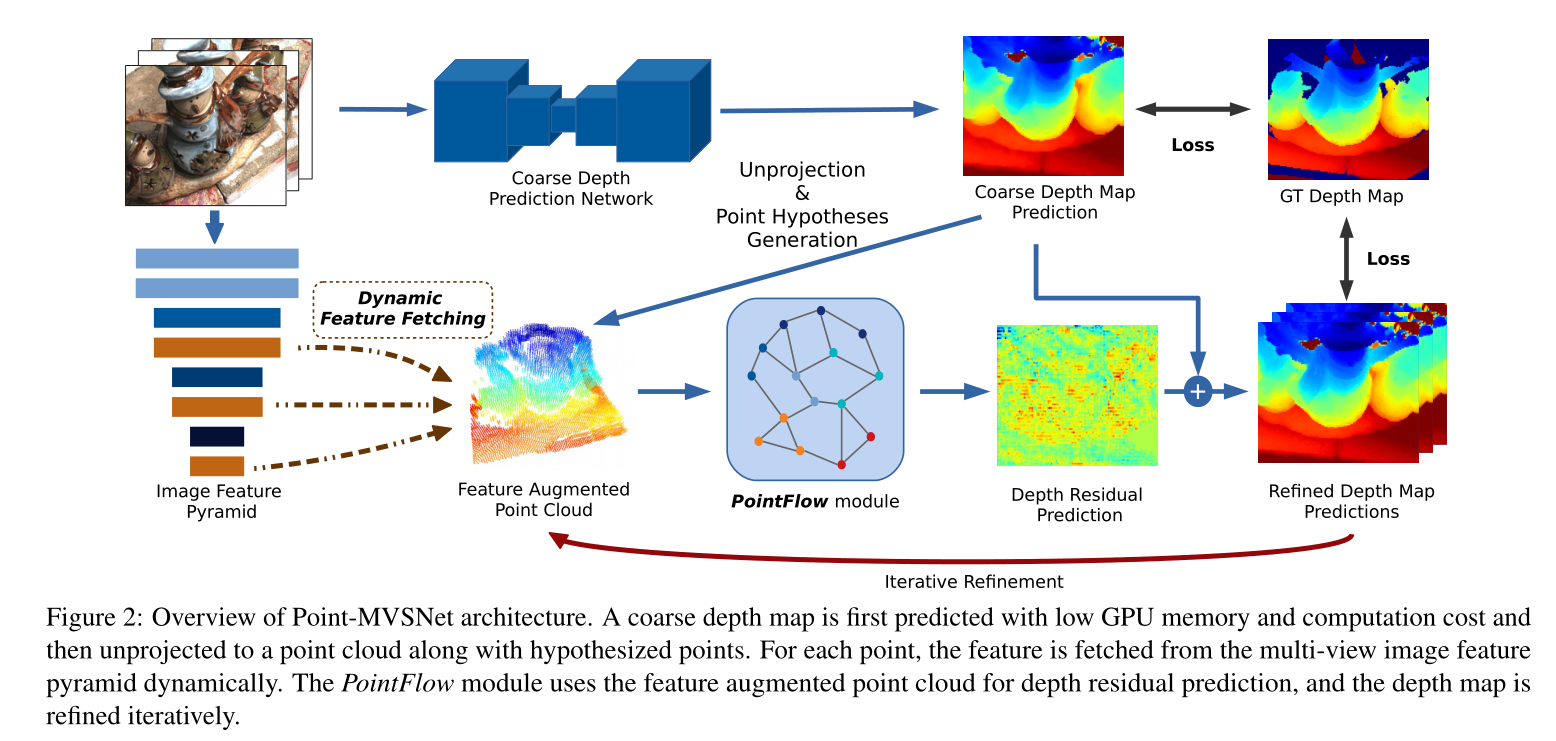 Coarse Depth
Prediction Network
Unprojection
&
Point Hypotheses
Generation
Coarse Depth Map
Prediction
Loss
GT Depth Map
Loss
Dynamic
Feature Fetching
Image Feature
Pyramid
Feature Augmented
Point Cloud
PointFlow module
Depth Residual
Prediction
+
Refined Depth Map
Predictions
Iterative Refinement
Figure 2: Overview of Point-MVSNet architecture. A coarse depth map is first predicted with low GPU memory and computation cost and
then unprojected to a point cloud along with hypothesized points. For each point, the feature is fetched from the multi-view image feature
pyramid dynamically. The PointFlow module uses the feature augmented point cloud for depth residual prediction, and the depth map is
refined iteratively.